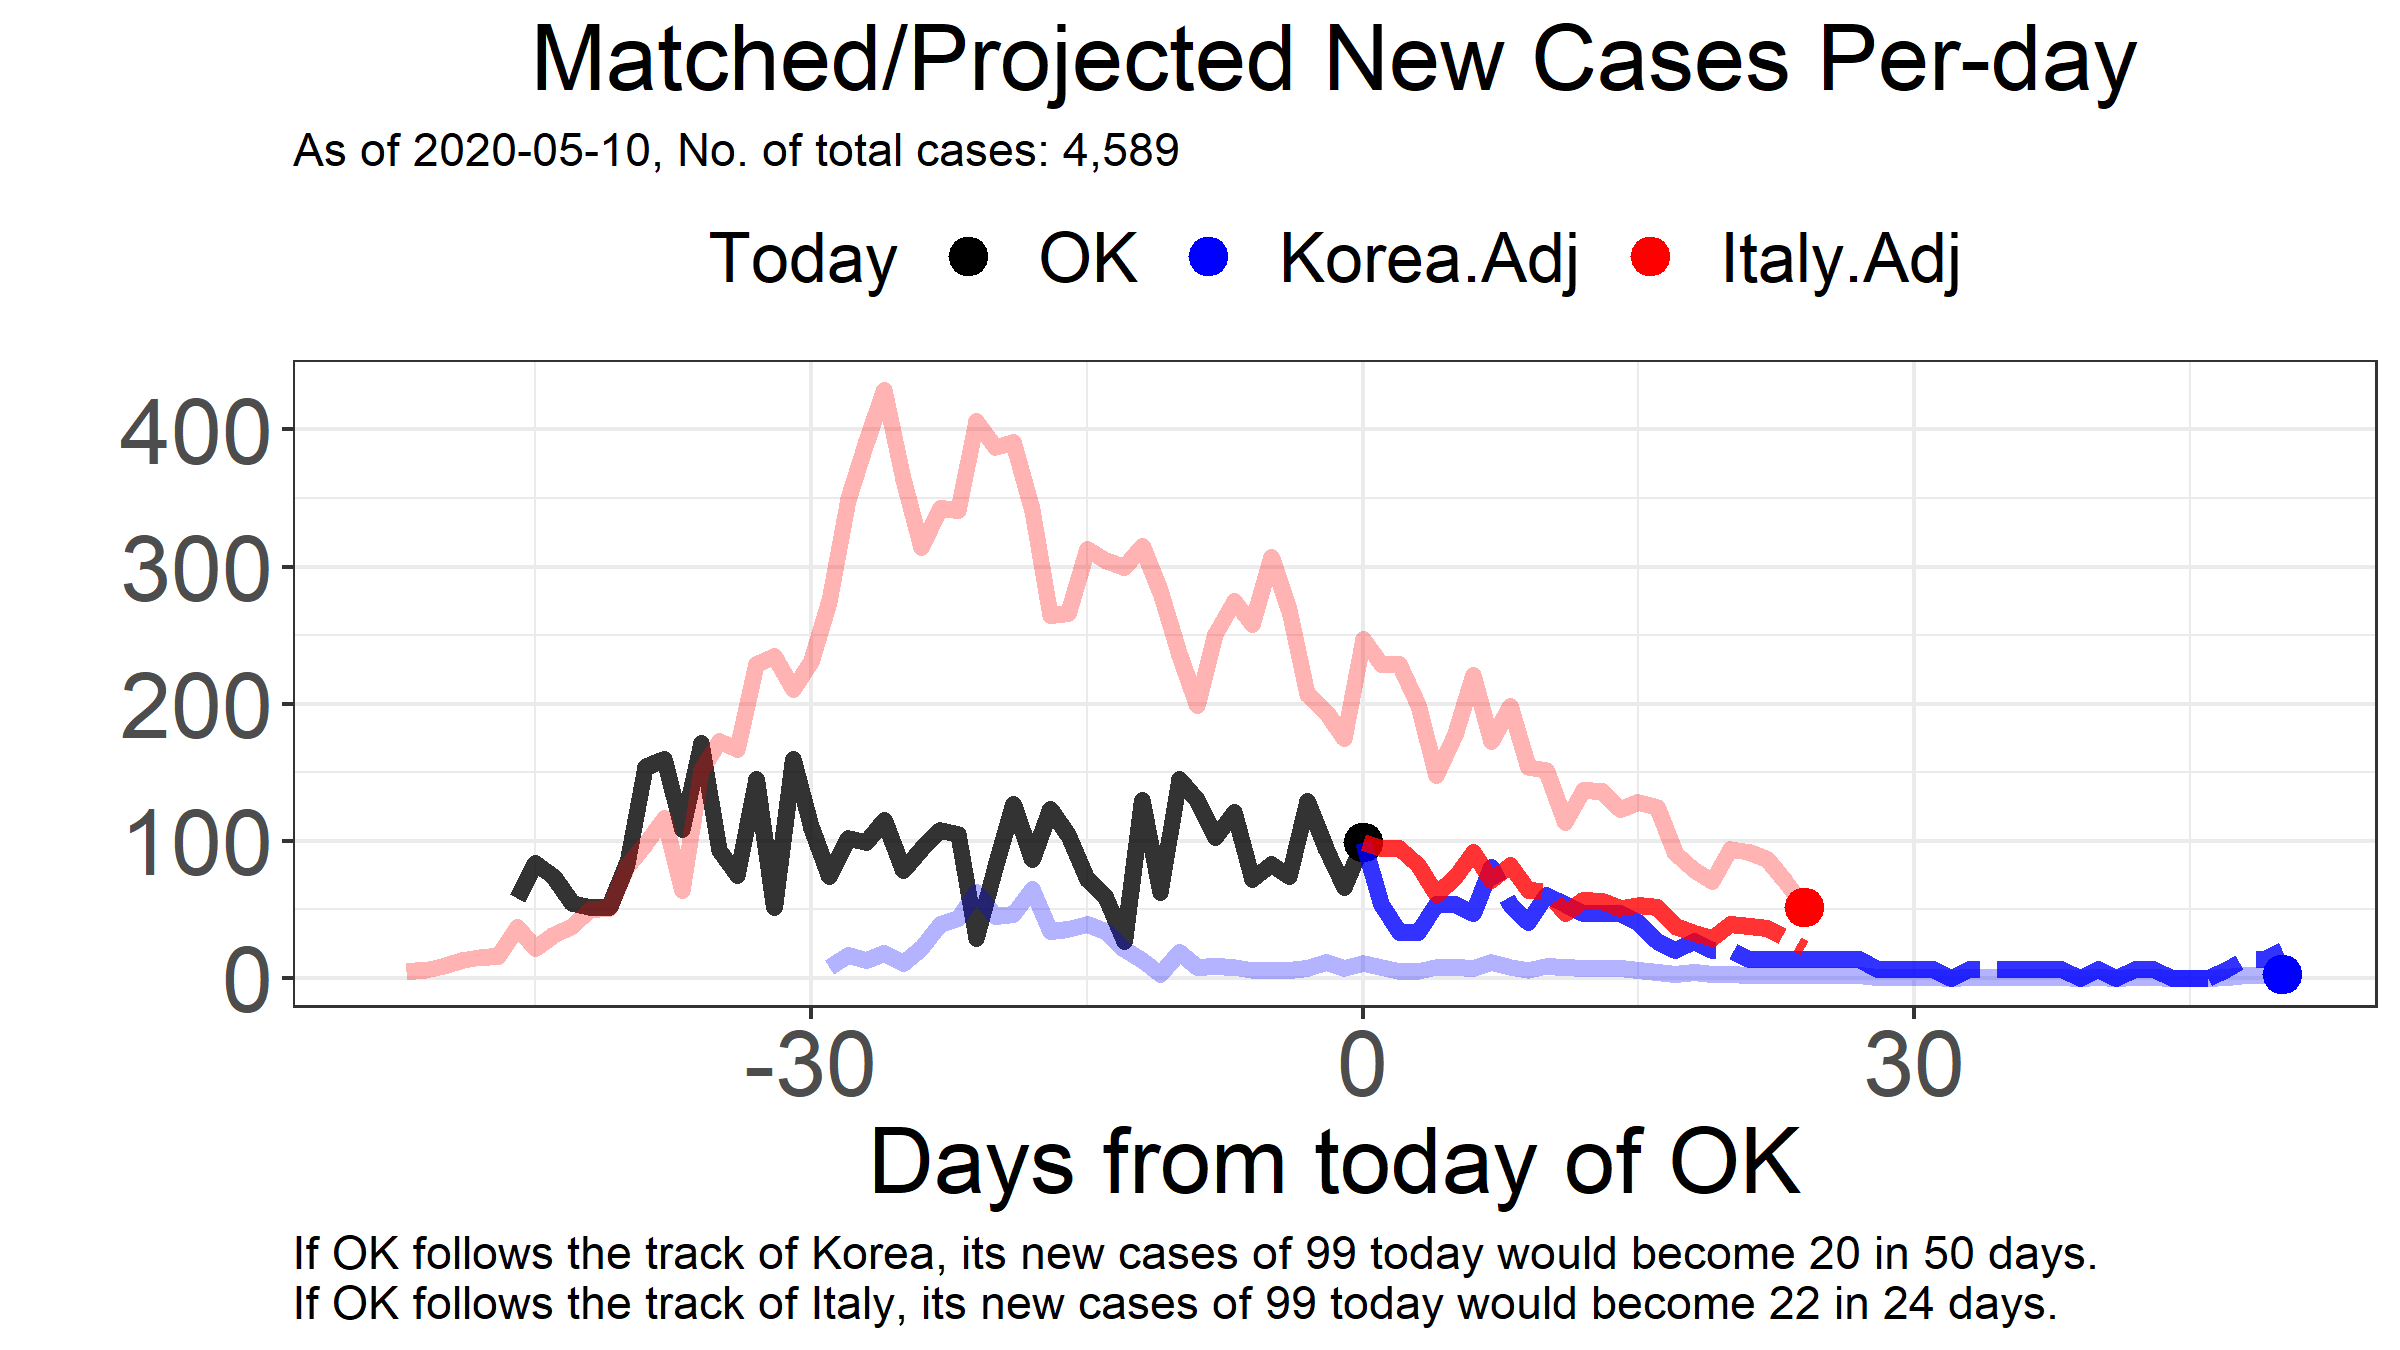 Matched/Projected New Cases Per-day
As of 2020-05-10, No. of total cases: 4,589
Today OK Korea.Adj Italy.Adj
400
300
200
100
0
-30 0 30
Days from today of OK
If OK follows the track of Korea, its new cases of 99 today would become 20 in 50 days.
If OK follows the track of Italy, its new cases of 99 today would become 22 in 24 days.